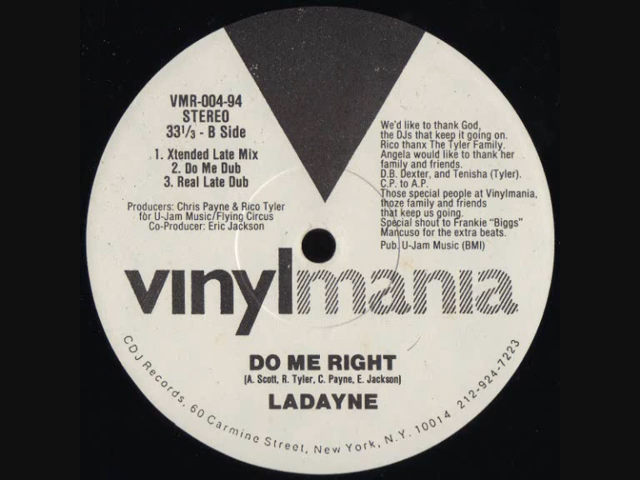 VMR-004-94
STEREO
33 1/3 - B Side
1. Xtended Late Mix
2. Do Me Dub
3. Real Late Dub
Producers: Chris Payne & Rico Tyler
for U-Jam Music/Flying Circus
Co-Producer: Eric Jackson
We'd like to thank God,
the DJs that keep it going on.
Rico thanx The Tyler Family.
Angela would like to thank her
family and friends.
D.B. Dexter, and Tenisha (Tyler).
C.P. to A.P.
Those special people at Vinylmania,
thoze family and friends
that keep us going.
Special shout to Frankie "Biggs"
Mancuso for the extra beats.
Pub. U-Jam Music (BMI)
vinylmania
DO ME RIGHT
(A. Scott, R. Tyler, C. Payne, E. Jackson)
LADAYNE
CDJ Records, 60 Carmine Street, New York, N.Y. 10014 212-924-7223